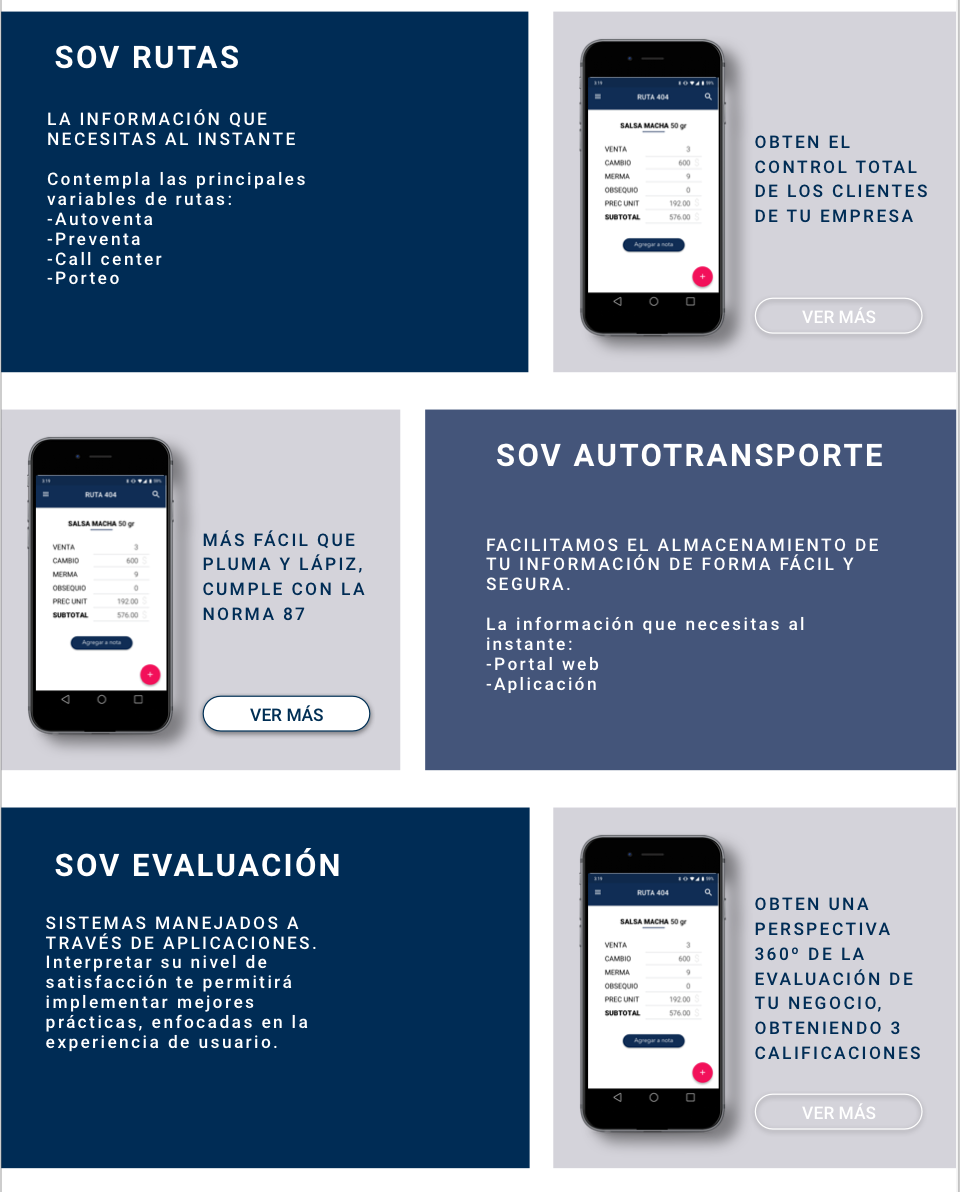 SOV RUTAS
LA INFORMACIÓN QUE
NECESITAS AL INSTANTE
Contempla las principales
variables de rutas:
-Autoventa
-Preventa
-Call center
-Porteo
3:19
RUTA 404
SALSA MACHA 50 gr
VENTA 3
CAMBIO 600
MERMA 9
OBSEQUIO 0
PREC UNIT 192.00
SUBTOTAL 576.00
Agregar a nota
+
OBTEN EL
CONTROL TOTAL
DE LOS CLIENTES
DE TU EMPRESA
VER MÁS
3:19
RUTA 404
SALSA MACHA 50 gr
VENTA 3
CAMBIO 600
MERMA 9
OBSEQUIO 0
PREC UNIT 192.00
SUBTOTAL 576.00
Agregar a nota
+
MÁS FÁCIL QUE
PLUMA Y LÁPIZ,
CUMPLE CON LA
NORMA 87
VER MÁS
SOV AUTOTRANSPORTE
FACILITAMOS EL ALMACENAMIENTO DE
TU INFORMACIÓN DE FORMA FÁCIL Y
SEGURA.
La información que necesitas al
instante:
-Portal web
-Aplicación
SOV EVALUACIÓN
SISTEMAS MANEJADOS A
TRAVÉS DE APLICACIONES.
Interpretar su nivel de
satisfacción te permitirá
implementar mejores
prácticas, enfocadas en la
experiencia de usuario.
3:19
RUTA 404
SALSA MACHA 50 gr
VENTA 3
CAMBIO 600
MERMA 9
OBSEQUIO 0
PREC UNIT 192.00
SUBTOTAL 576.00
Agregar a nota
+
OBTEN UNA
PERSPECTIVA
360º DE LA
EVALUACIÓN DE
TU NEGOCIO,
OBTENIENDO 3
CALIFICACIONES
VER MÁS